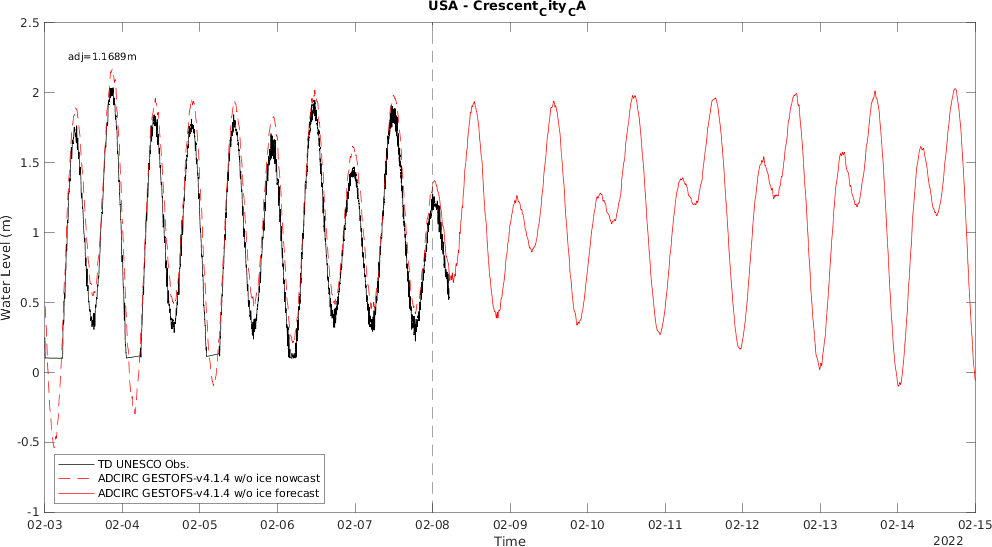 USA - Crescent_City_CA
2.5
adj=1.1689m
2
1.5
1
0.5
0
-0.5
-1
Water Level (m)
TD UNESCO Obs.
ADCIRC GESTOFS-v4.1.4 w/o ice nowcast
ADCIRC GESTOFS-v4.1.4 w/o ice forecast
02-03 02-04 02-05 02-06 02-07 02-08 02-09 02-10 02-11 02-12 02-13 02-14 02-15
Time
2022